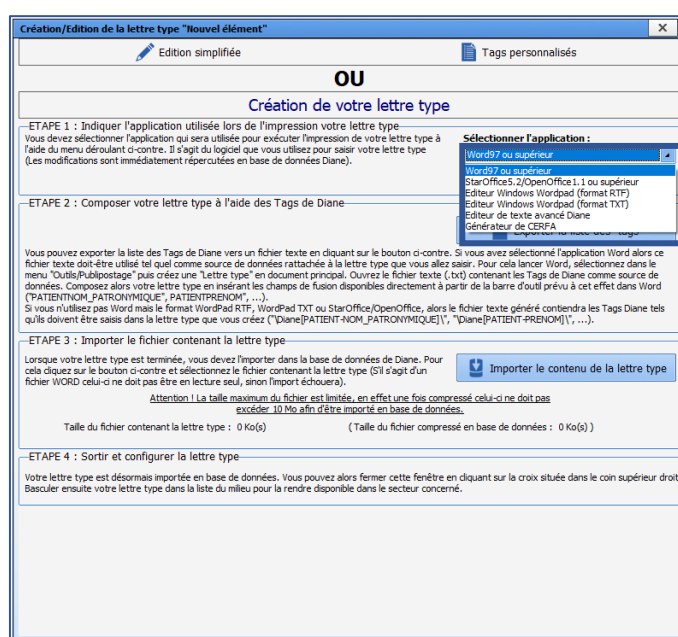 Création/Edition de la lettre type "Nouvel élément"
Edition simplifiée
Tags personnalisés
OU
Création de votre lettre type
ETAPE 1 : Indiquer l'application utilisée lors de l'impression votre lettre type
Vous devez sélectionner l'application qui sera utilisée pour exécuter l'impression de votre lettre type à
l'aide du menu déroulant ci-contre. Il s'agit du logiciel que vous utilisez pour saisir votre lettre type
(Les modifications sont immédiatement répercutées en base de données Diane).
Sélectionner l'application :
Word97 ou supérieur
Word97 ou supérieur
StarOffice5.2/OpenOffice1.1 ou supérieur
Editeur Windows Wordpad (format RTF)
Editeur Windows Wordpad (format TXT)
Editeur de texte avancé Diane
Générateur de CERFA
ETAPE 2 : Composer votre lettre type à l'aide des Tags de Diane
Exporter la liste des "tags"
Vous pouvez exporter la liste des Tags de Diane vers un fichier texte en cliquant sur le bouton ci-contre. Si vous avez sélectionné l'application Word alors ce
fichier texte doit-être utilisé tel quel comme source de données rattachée à la lettre type que vous allez saisir. Pour cela lancer Word, sélectionnez dans le
menu "Outils/Publipostage" puis créez une "Lettre type" en document principal. Ouvrez le fichier texte (.txt) contenant les Tags de Diane comme source de
données. Composez alors votre lettre type en insérant les champs de fusion disponibles directement à partir de la barre d'outil prévu à cet effet dans Word
("PATIENTNOM_PATRONYMIQUE", PATIENTPRENOM", ...).
Si vous n'utilisez pas Word mais le format WordPad RTF, WordPad TXT ou StarOffice/OpenOffice, alors le fichier texte généré contiendra les Tags Diane tels
qu'ils doivent être saisis dans la lettre type que vous créez ("\Diane[PATIENT-NOM_PATRONYMIQUE]\", "\Diane[PATIENT-PRENOM]\", ...).
ETAPE 3 : Importer le fichier contenant la lettre type
Lorsque votre lettre type est terminée, vous devez l'importer dans la base de données de Diane. Pour
cela cliquez sur le bouton ci-contre et sélectionnez le fichier contenant la lettre type (S'il s'agit d'un
fichier WORD celui-ci ne doit pas être en lecture seul, sinon l'import échouera).
Importer le contenu de la lettre type
Attention ! La taille maximum du fichier est limitée, en effet une fois compressé celui-ci ne doit pas
excéder 10 Mo afin d'être importé en base de données.
Taille du fichier contenant la lettre type : 0 Ko(s)
( Taille du fichier compressé en base de données : 0 Ko(s) )
ETAPE 4 : Sortir et configurer la lettre type
Votre lettre type est désormais importée en base de données. Vous pouvez alors fermer cette fenêtre en cliquant sur la croix située dans le coin supérieur droit
Basculer ensuite votre lettre type dans la liste du milieu pour la rendre disponible dans le secteur concerné.